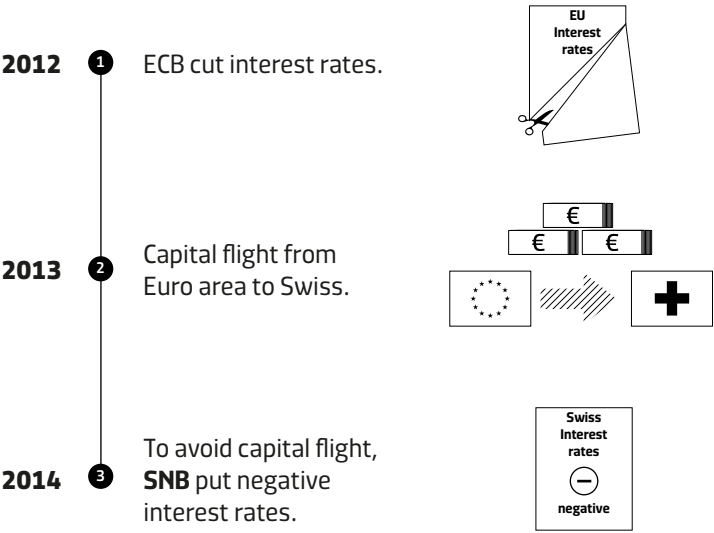 2012
1
ECB cut interest rates.
EU
Interest
rates
2013
2
Capital flight from
Euro area to Swiss.
€
€ €
2014
3
To avoid capital flight,
SNB put negative
interest rates.
Swiss
Interest
rates
negative